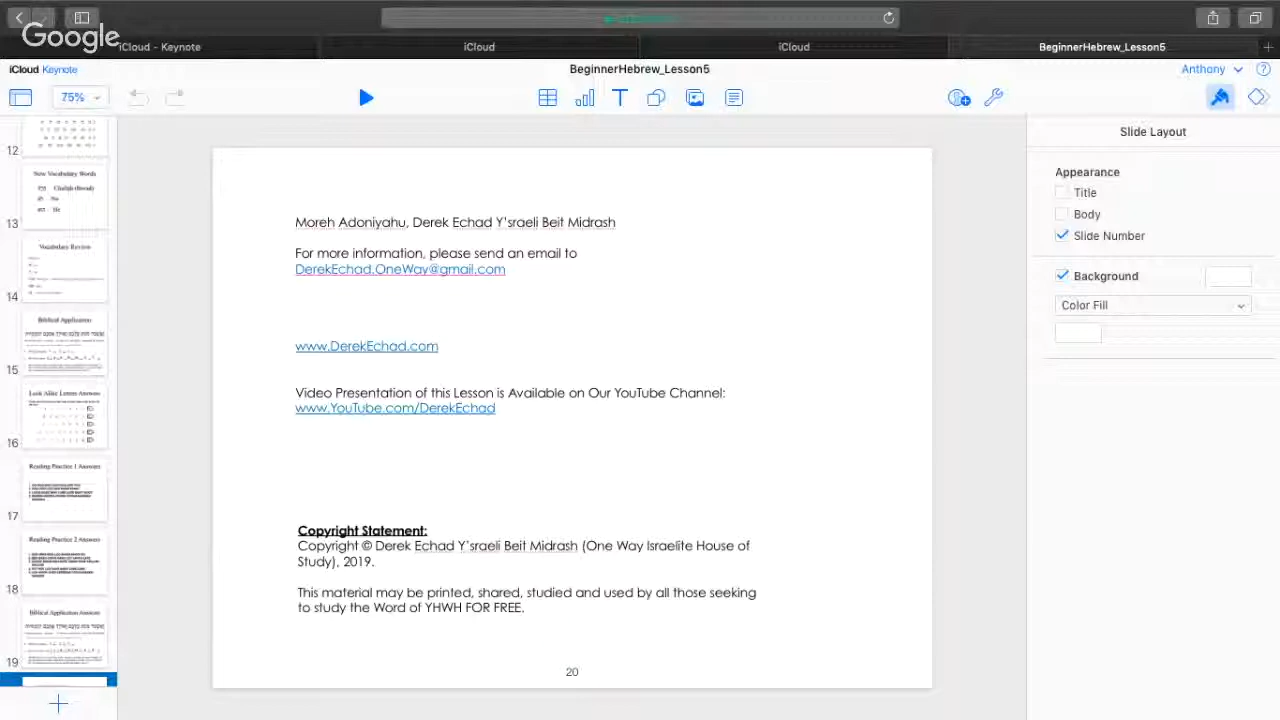 Google
iCloud - Keynote
iCloud
iCloud
BeginnerHebrew_Lesson5
iCloud Keynote
BeginnerHebrew_Lesson5
Anthony
75%
12
New Vocabulary Words
13
Vocabulary Review
14
Biblical Application
15
Look Alike Letters Answers
16
Reading Practice 1 Answers
17
Reading Practice 2 Answers
18
Biblical Application Answers
19
Moreh Adoniyahu, Derek Echad Y'sraeli Beit Midrash
For more information, please send an email to
DerekEchad.OneWay@gmail.com
www.DerekEchad.com
Video Presentation of this Lesson is Available on Our YouTube Channel:
www.YouTube.com/DerekEchad
Copyright Statement:
Copyright © Derek Echad Y'sraeli Beit Midrash (One Way Israelite House of
Study), 2019.
This material may be printed, shared, studied and used by all those seeking
to study the Word of YHWH FOR FREE.
20
Slide Layout
Appearance
Title
Body
Slide Number
Background
Color Fill